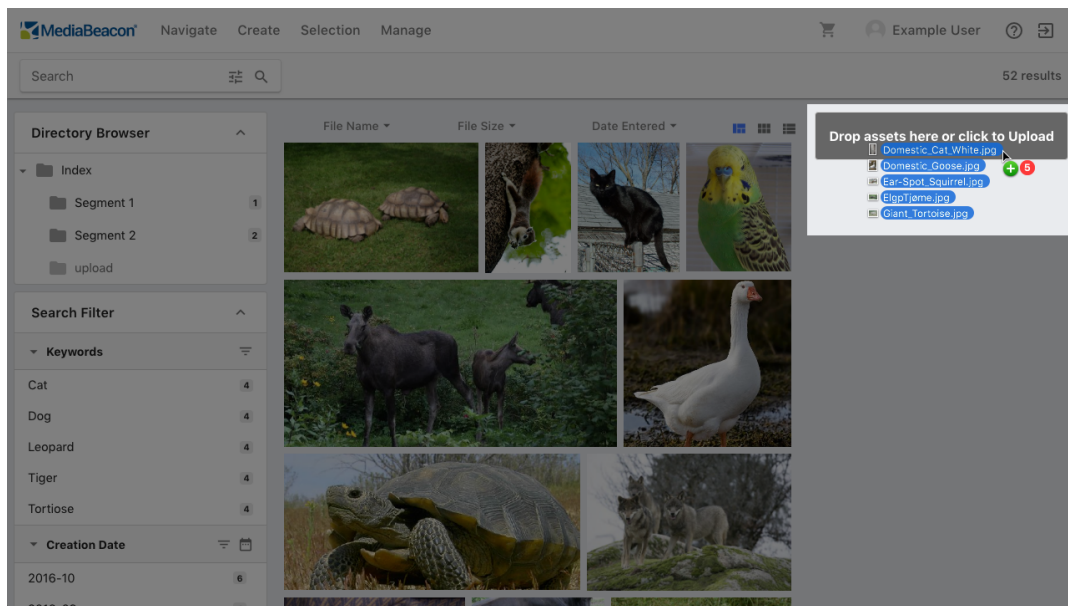 MediaBeacon Navigate Create Selection Manage Example User
Search 52 results
Directory Browser
Index
Segment 1 1
Segment 2 2
upload
Search Filter
Keywords
Cat 4
Dog 4
Leopard 4
Tiger 4
Tortiose 4
Creation Date
2016-10 6
File Name File Size Date Entered
Drop assets here or click to Upload
Domestic_Cat_White.jpg
Domestic_Goose.jpg 5
Ear-Spot_Squirrel.jpg
ElgpTjøme.jpg
Giant_Tortoise.jpg